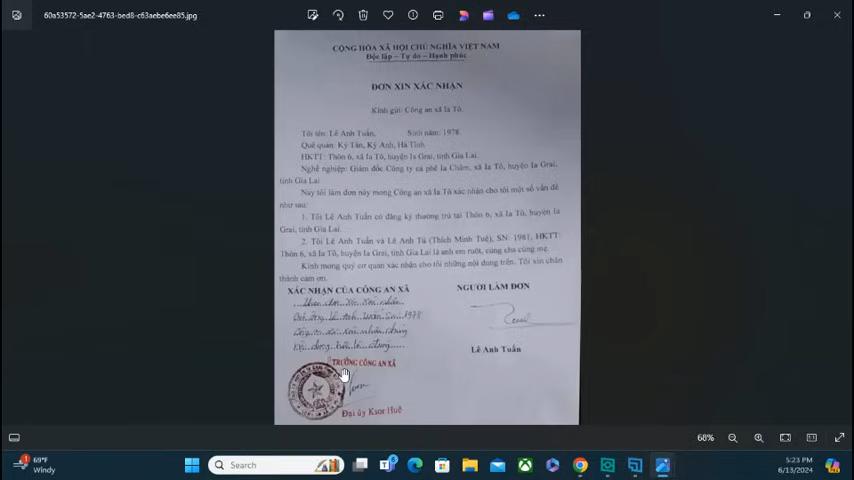 60a53572-5ae2-4763-bed8-c63aebe6ee85.jpg
CỘNG HÒA XÃ HỘI CHỦ NGHĨA VIỆT NAM
Độc lập – Tự do – Hạnh phúc
ĐƠN XIN XÁC NHẬN
Kính gửi: Công an xã Ia Tô.
Tôi tên: Lê Anh Tuấn, Sinh năm: 1978.
Quê quán: Kỳ Tân, Kỳ Anh, Hà Tĩnh
HKTT: Thôn 6, xã Ia Tô, huyện Ia Grai, tỉnh Gia Lai.
Nghề nghiệp: Giám đốc Công ty cà phê Ia Châm, xã Ia Tô, huyện Ia Grai,
tỉnh Gia Lai
Nay tôi làm đơn này mong Công an xã Ia Tô xác nhận cho tôi một số vấn đề
như sau:
1. Tôi Lê Anh Tuấn có đăng ký thường trú tại Thôn 6, xã Ia Tô, huyện Ia
Grai, tỉnh Gia Lai.
2. Tôi Lê Anh Tuấn và Lê Anh Tú (Thích Minh Tuệ), SN: 1981, HKTT:
Thôn 6, xã Ia Tô, huyện Ia Grai, tỉnh Gia Lai là anh em ruột, cùng cha cùng mẹ.
Kính mong quý cơ quan xác nhận cho tôi những nội dung trên. Tôi xin chân
thành cảm ơn.
XÁC NHẬN CỦA CÔNG AN XÃ NGƯỜI LÀM ĐƠN
Lê Anh Tuấn 1978
TRƯỞNG CÔNG AN XÃ
Lê Anh Tuấn
Đại úy Ksor Huê
68%
69°F
Windy
Search
5:23 PM
6/13/2024